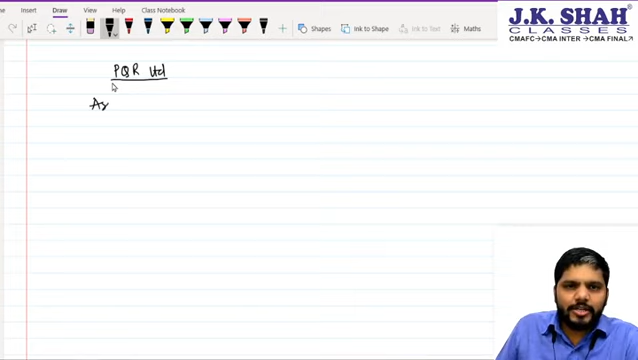 Insert Draw View Help Class Notebook
Shapes Ink to Shape Ink to Text Maths
J.K. SHAH®
CLASSES
CMAFC→CMA INTER→CMA FINAL
PQR Ltd
As